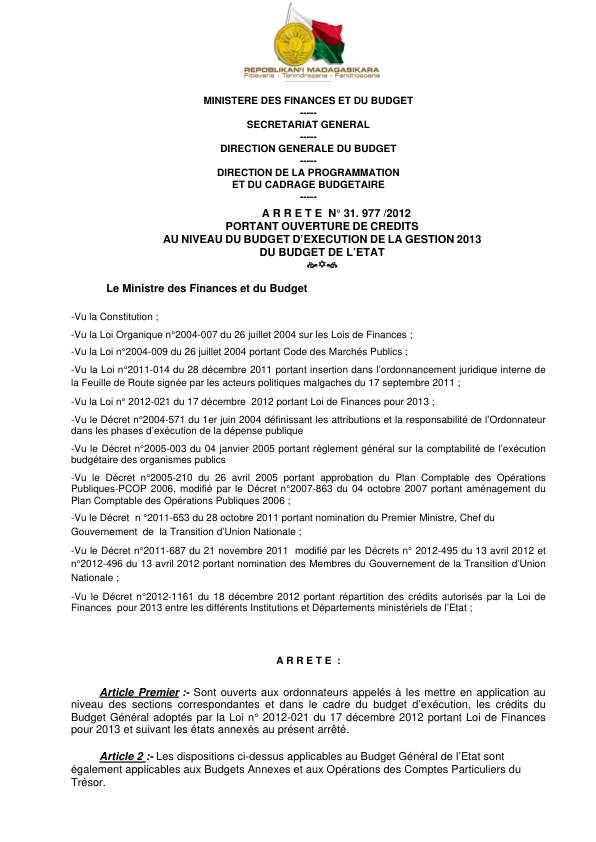 REPOBLIKAN'I MADAGASIKARA
Fitiavana - Tanindrazana - Fandrosoana
MINISTERE DES FINANCES ET DU BUDGET
-----
SECRETARIAT GENERAL
-----
DIRECTION GENERALE DU BUDGET
-----
DIRECTION DE LA PROGRAMMATION
ET DU CADRAGE BUDGETAIRE
-----
A R R E T E N° 31. 977 /2012
PORTANT OUVERTURE DE CREDITS
AU NIVEAU DU BUDGET D'EXECUTION DE LA GESTION 2013
DU BUDGET DE L'ETAT
Le Ministre des Finances et du Budget
-Vu la Constitution ;
-Vu la Loi Organique n°2004-007 du 26 juillet 2004 sur les Lois de Finances ;
-Vu la Loi n°2004-009 du 26 juillet 2004 portant Code des Marchés Publics ;
-Vu la Loi n°2011-014 du 28 décembre 2011 portant insertion dans l'ordonnancement juridique interne de
la Feuille de Route signée par les acteurs politiques malgaches du 17 septembre 2011 ;
-Vu la Loi n° 2012-021 du 17 décembre 2012 portant Loi de Finances pour 2013 ;
-Vu le Décret n°2004-571 du 1er juin 2004 définissant les attributions et la responsabilité de l'Ordonnateur
dans les phases d'exécution de la dépense publique
-Vu le Décret n°2005-003 du 04 janvier 2005 portant règlement général sur la comptabilité de l'exécution
budgétaire des organismes publics
-Vu le Décret n°2005-210 du 26 avril 2005 portant approbation du Plan Comptable des Opérations
Publiques-PCOP 2006, modifié par le Décret n°2007-863 du 04 octobre 2007 portant aménagement du
Plan Comptable des Opérations Publiques 2006 ;
-Vu le Décret n °2011-653 du 28 octobre 2011 portant nomination du Premier Ministre, Chef du
Gouvernement de la Transition d'Union Nationale ;
-Vu le Décret n°2011-687 du 21 novembre 2011 modifié par les Décrets n° 2012-495 du 13 avril 2012 et
n°2012-496 du 13 avril 2012 portant nomination des Membres du Gouvernement de la Transition d'Union
Nationale ;
-Vu le Décret n°2012-1161 du 18 décembre 2012 portant répartition des crédits autorisés par la Loi de
Finances pour 2013 entre les différents Institutions et Départements ministériels de l'Etat ;
A R R E T E :
Article Premier :- Sont ouverts aux ordonnateurs appelés à les mettre en application au
niveau des sections correspondantes et dans le cadre du budget d'exécution, les crédits du
Budget Général adoptés par la Loi n° 2012-021 du 17 décembre 2012 portant Loi de Finances
pour 2013 et suivant les états annexés au présent arrêté.
Article 2 :- Les dispositions ci-dessus applicables au Budget Général de l'Etat sont
également applicables aux Budgets Annexes et aux Opérations des Comptes Particuliers du
Trésor.